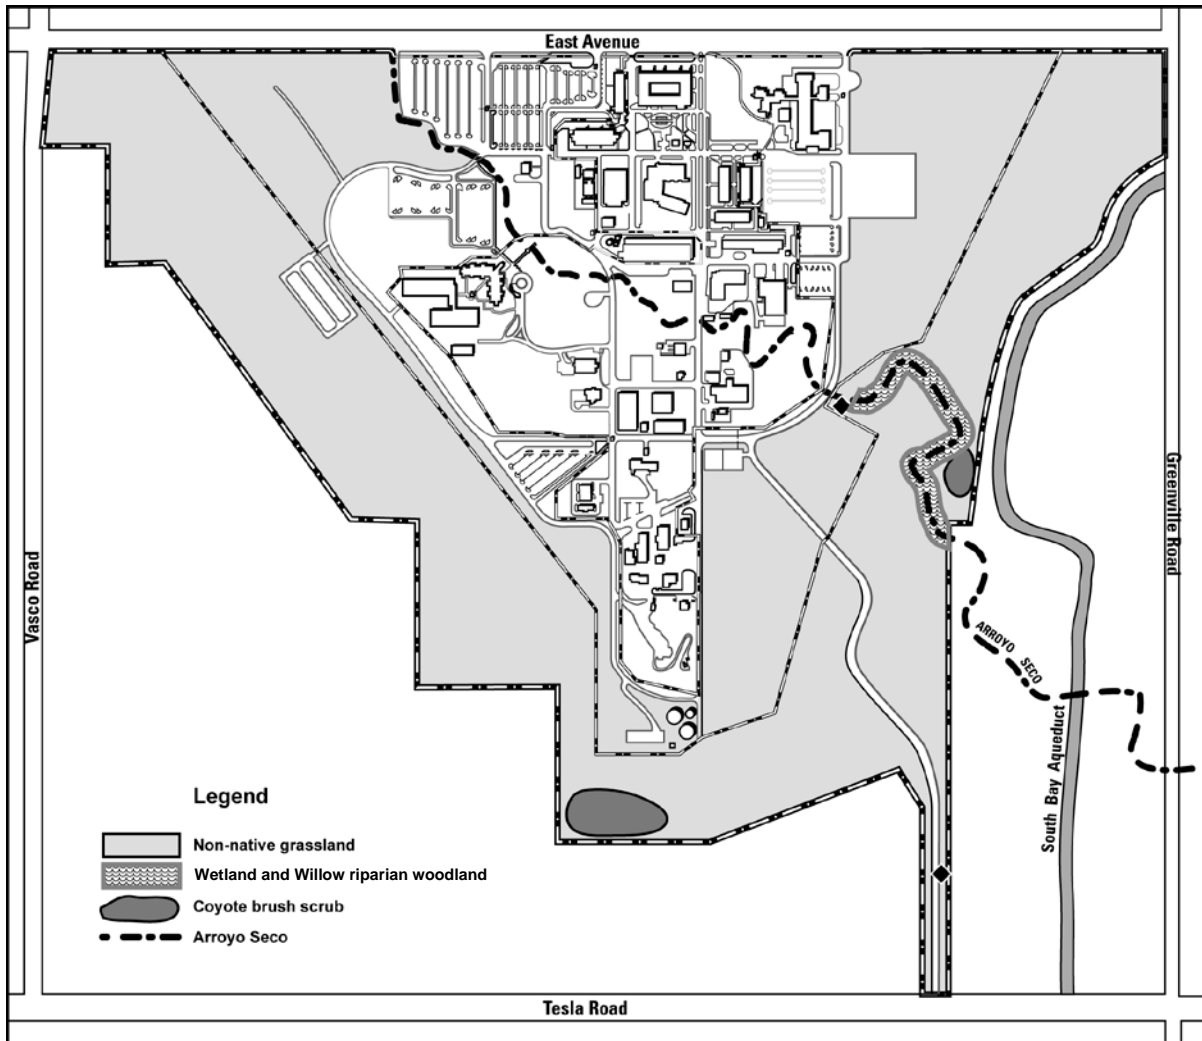 East Avenue
Vasco Road
Greenville Road
ARROYO SECO
South Bay Aqueduct
Legend
Non-native grassland
Wetland and Willow riparian woodland
Coyote brush scrub
Arroyo Seco
Tesla Road